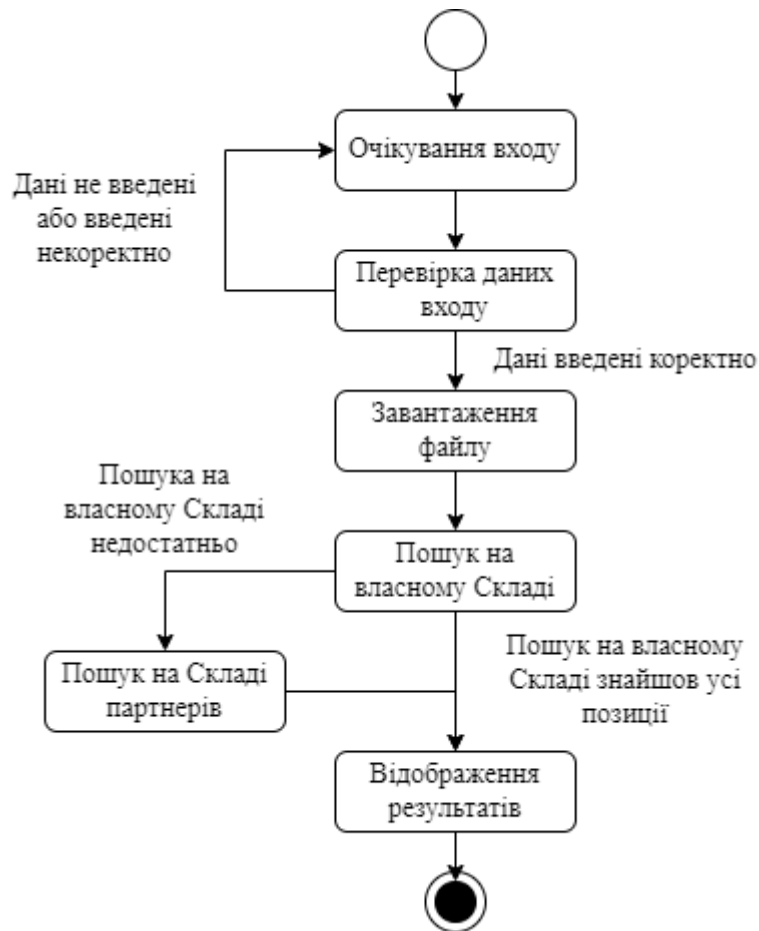 Очікування входу
Дані не введені
або введені
некоректно
Перевірка даних
входу
Дані введені коректно
Завантаження
файлу
Пошука на
власному Складі
недостатньо
Пошук на
власному Складі
Пошук на власному
Складі знайшов усі
позиції
Пошук на Складі
партнерів
Відображення
результатів